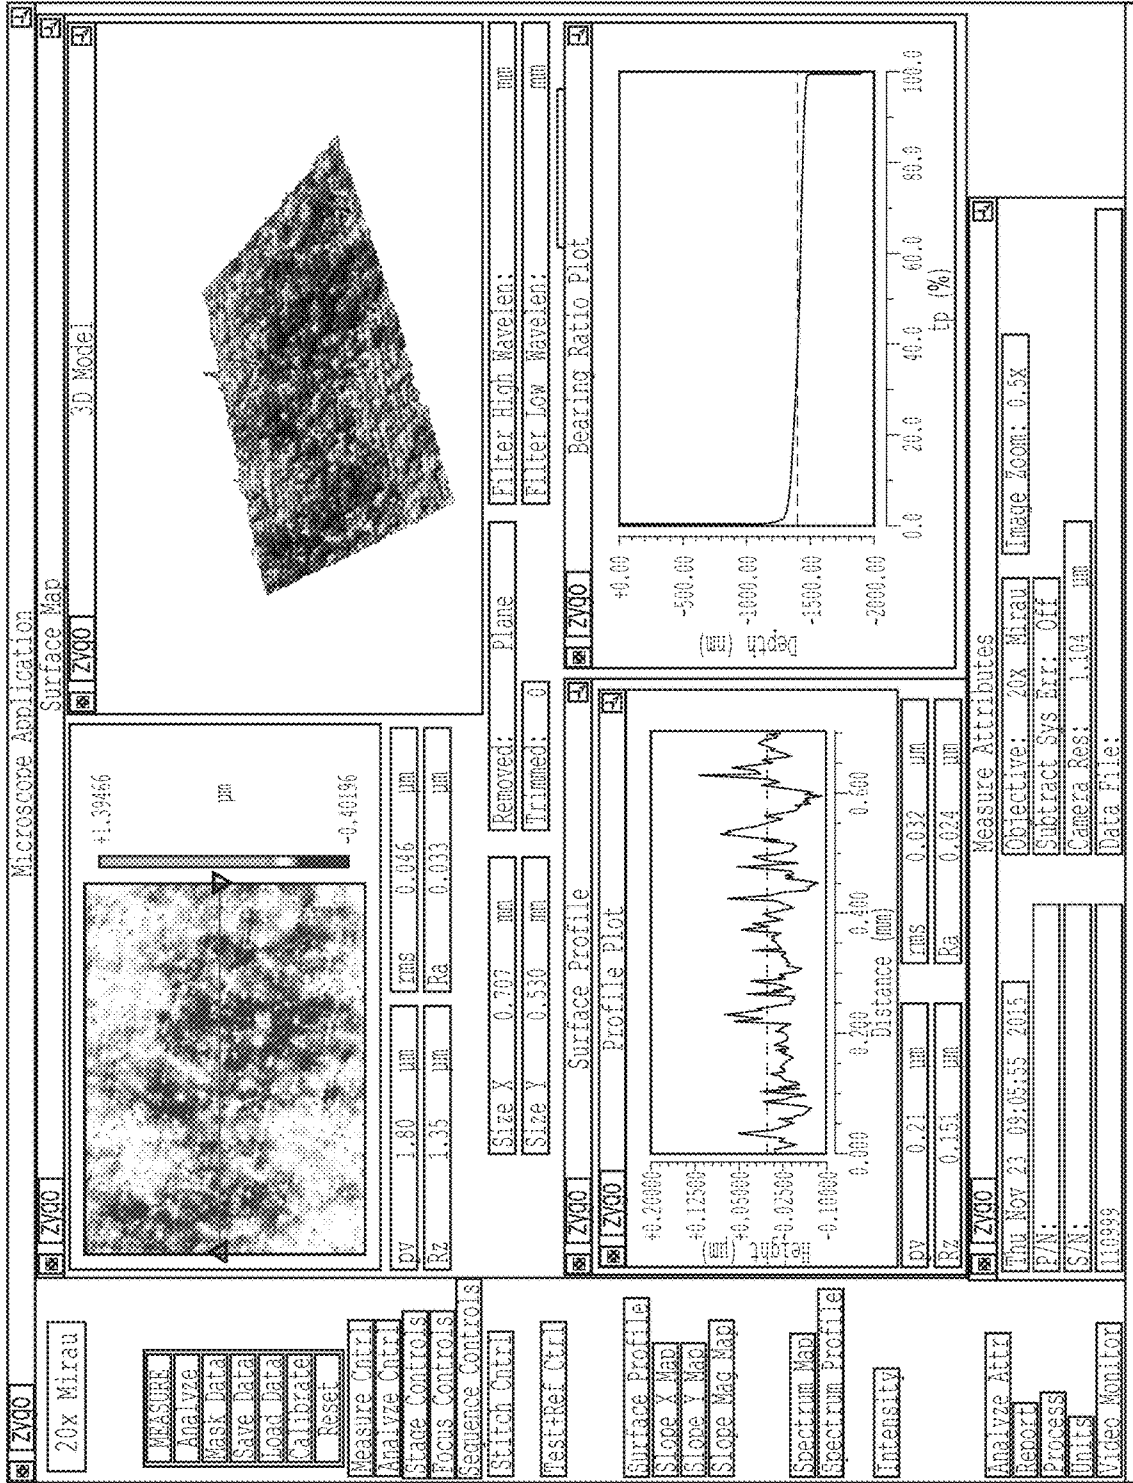 zygo
Microscope Application
20x Mirau
MEASURE
Analyze
Mask Data
Save Data
Load Data
Calibrate
Reset
Measure Cntrl
Analyze Cntrl
Stage Controls
Focus Controls
Sequence Controls
Stitch Cntrl
Test+Ref Ctrl
Surface Profile
Slope X Map
Slope Y Map
Slope Mag Map
Spectrum Map
Spectrum Profile
Intensity
Analyze Attr
Report
Process
Units
Video Monitor
zygo
Surface Map
+1.39466
µm
-0.40196
pv 1.80 µm
rms 0.046 µm
Rz 1.35 µm
Ra 0.033 µm
zygo
3D Model
Size X 0.707 mm
Removed: Plane
Filter High Wavelen: mm
Size Y 0.530 mm
Trimmed: 0
Filter Low Wavelen: mm
zygo
Surface Profile
zygo
Profile Plot
+0.20000
+0.12500
+0.05000
-0.02500
-0.10000
Height (µm)
0.000
0.200
0.400
0.600
Distance (mm)
pv 0.21 µm
rms 0.032 µm
Rz 0.151 µm
Ra 0.024 µm
zygo
Bearing Ratio Plot
+0.00
-500.00
-1000.00
-1500.00
-2000.00
Depth (nm)
0.0
20.0
40.0
60.0
80.0
100.0
tp (%)
zygo
Measure Attributes
Thu Nov 23 09:05:55 2015
Objective: 20x Mirau
Image Zoom: 0.5x
P/N:
Subtract Sys Err: Off
S/N:
Camera Res: 1.104 µm
110999
Data File: